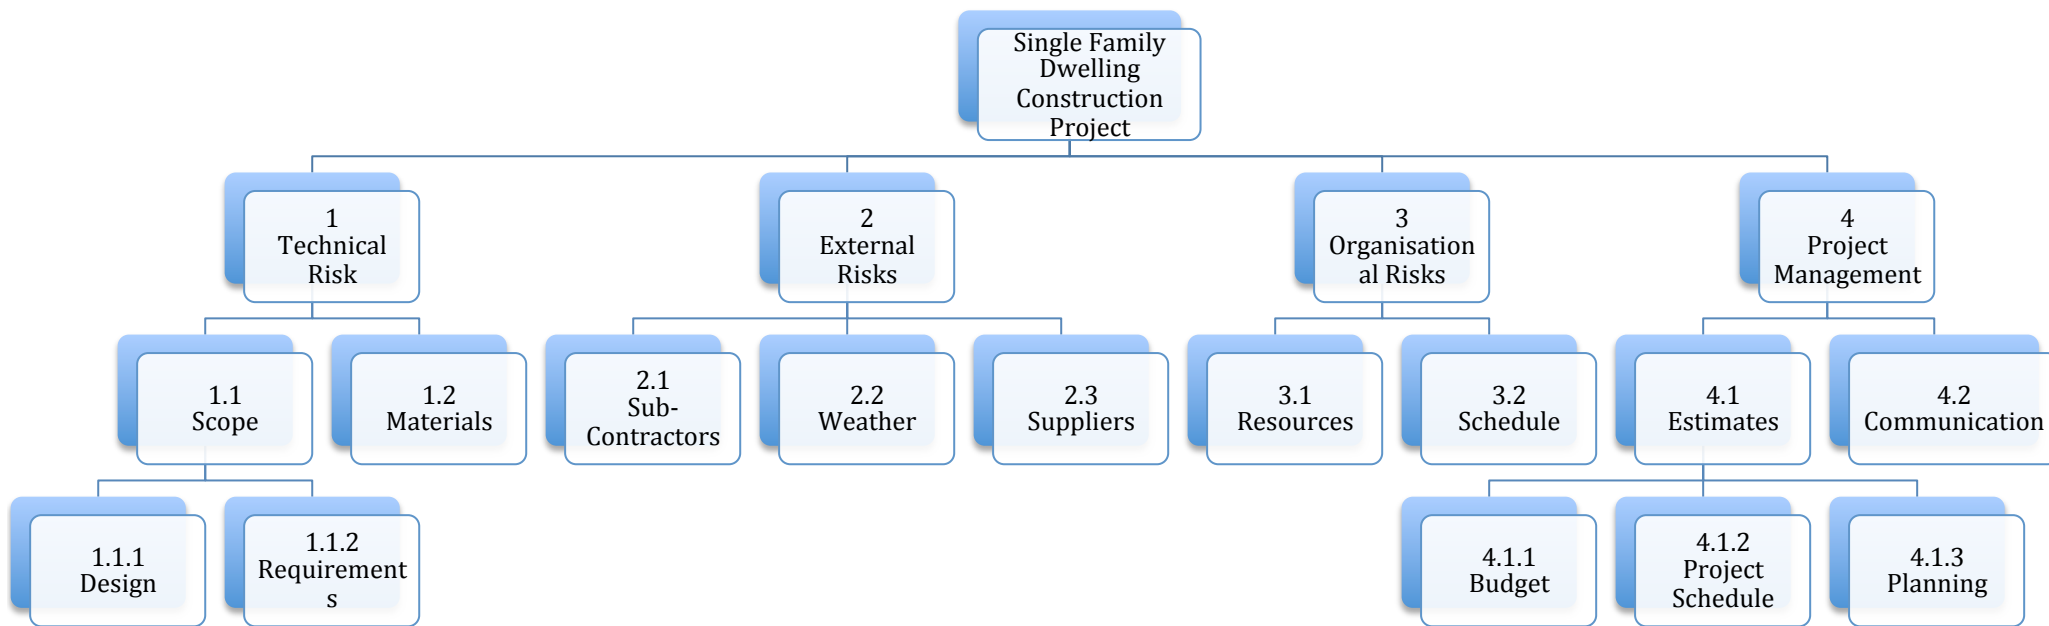 Single Family
Dwelling
Construction
Project
1
Technical
Risk
2
External
Risks
3
Organisation
al Risks
4
Project
Management
1.1
Scope
1.2
Materials
2.1
Sub-
Contractors
2.2
Weather
2.3
Suppliers
3.1
Resources
3.2
Schedule
4.1
Estimates
4.2
Communication
1.1.1
Design
1.1.2
Requirement
s
4.1.1
Budget
4.1.2
Project
Schedule
4.1.3
Planning